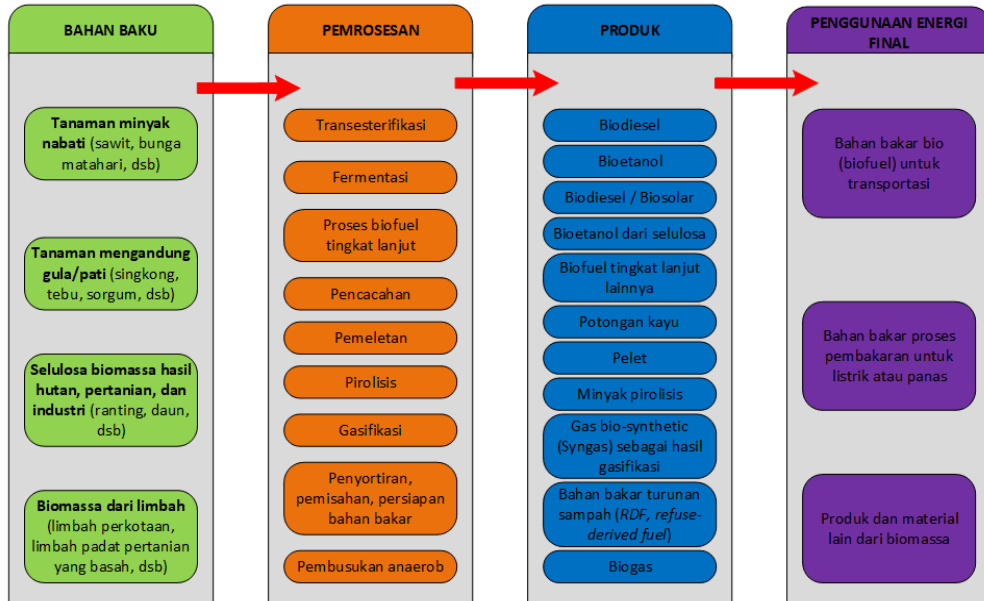 BAHAN BAKU
Tanaman minyak
nabati (sawit, bunga
matahari, dsb)
Tanaman mengandung
gula/pati (singkong,
tebu, sorgum, dsb)
Selulosa biomassa hasil
hutan, pertanian, dan
industri (ranting, daun,
dsb)
Biomassa dari limbah
(limbah perkotaan,
limbah padat pertanian
yang basah, dsb)
PEMROSESAN
Transesterifikasi
Fermentasi
Proses biofuel
tingkat lanjut
Pencacahan
Pemeletan
Pirolisis
Gasifikasi
Penyortiran,
pemisahan, persiapan
bahan bakar
Pembusukan anaerob
PRODUK
Biodiesel
Bioetanol
Biodiesel / Biosolar
Bioetanol dari selulosa
Biofuel tingkat lanjut
lainnya
Potongan kayu
Pelet
Minyak pirolisis
Gas bio-synthetic
(Syngas) sebagai hasil
gasifikasi
Bahan bakar turunan
sampah (RDF, refuse-
derived fuel)
Biogas
PENGGUNAAN ENERGI
FINAL
Bahan bakar bio
(biofuel) untuk
transportasi
Bahan bakar proses
pembakaran untuk
listrik atau panas
Produk dan material
lain dari biomassa